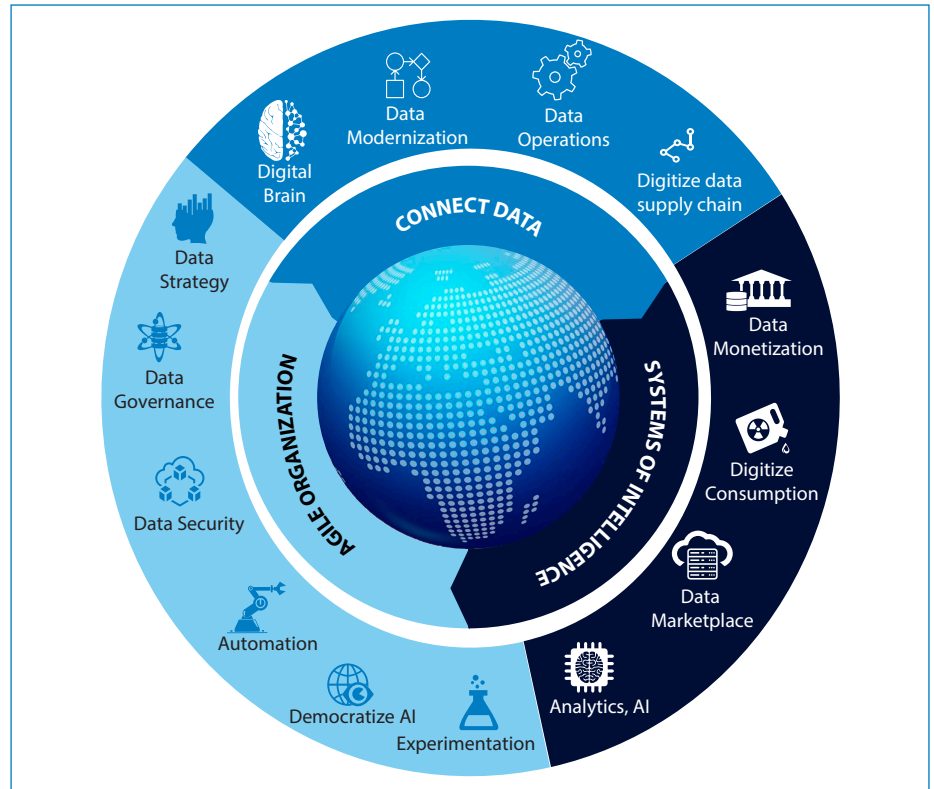 CONNECT DATA
SYSTEMS OF INTELLIGENCE
AGILE ORGANIZATION
Digital
Brain
Data
Modernization
Data
Operations
Digitize data
supply chain
Data
Monetization
Digitize
Consumption
Data
Marketplace
Analytics, AI
Experimentation
Democratize AI
Automation
Data Security
Data
Governance
Data
Strategy